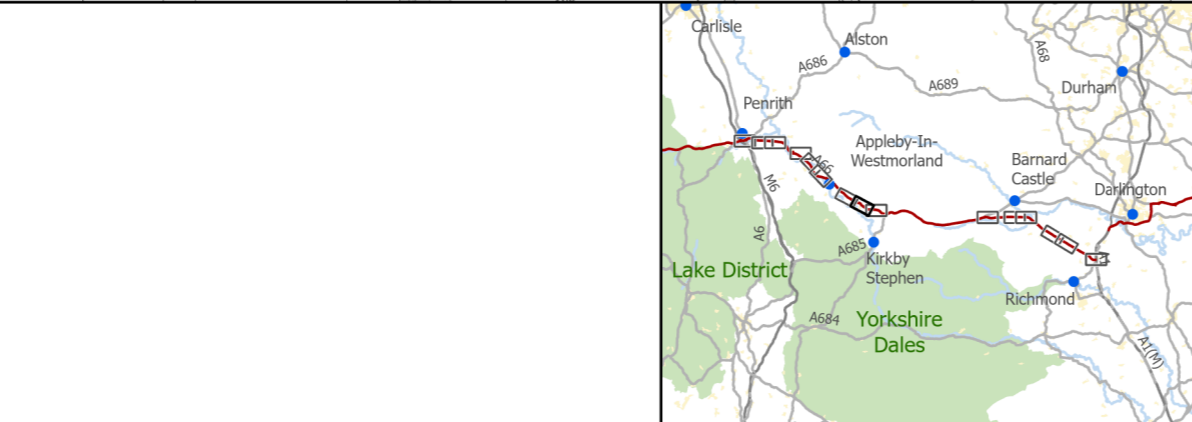 Carlisle
Alston
A68
A686
A689
Durham
Penrith
Appleby-In-
Westmorland
A66
Barnard
Castle
Darlington
M6
A6
A685
Kirkby
Stephen
Lake District
Richmond
A684
Yorkshire
Dales
A1(M)